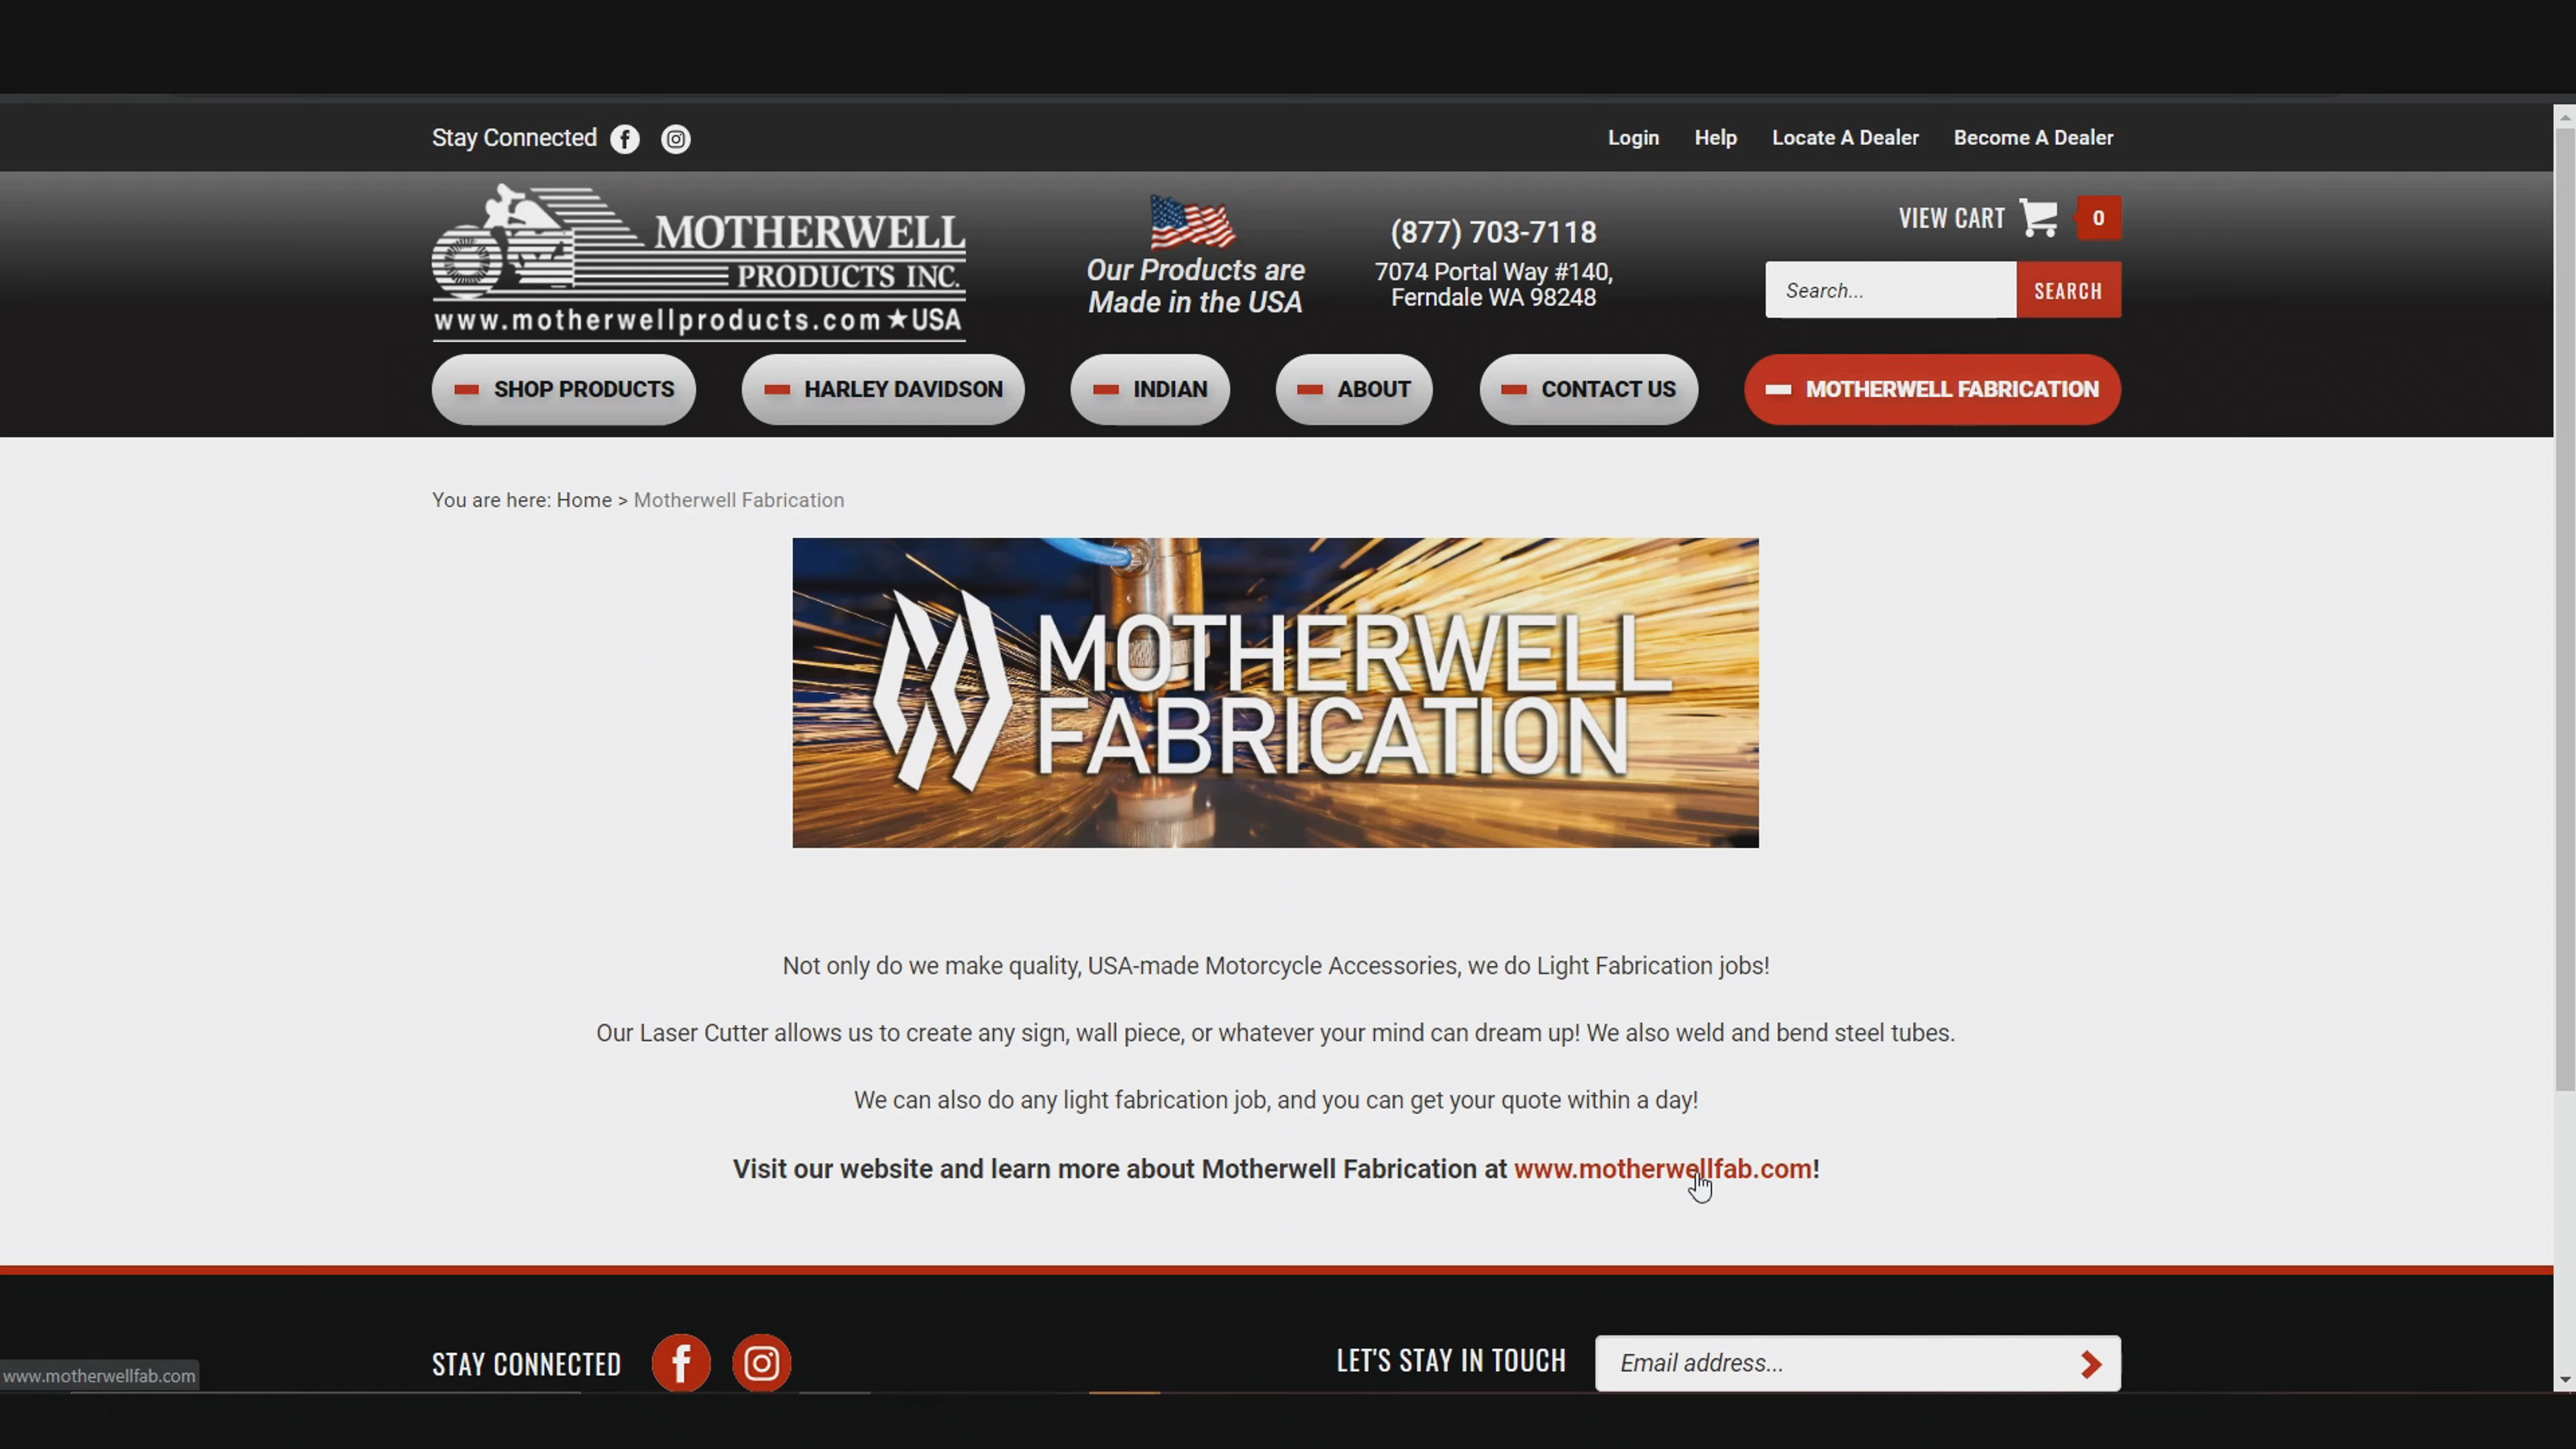 Stay Connected
Login Help Locate A Dealer Become A Dealer
MOTHERWELL
PRODUCTS INC.
www.motherwellproducts.com★USA
Our Products are
Made in the USA
(877) 703-7118
7074 Portal Way #140,
Ferndale WA 98248
VIEW CART 0
Search... SEARCH
SHOP PRODUCTS HARLEY DAVIDSON INDIAN ABOUT CONTACT US MOTHERWELL FABRICATION
You are here: Home > Motherwell Fabrication
MOTHERWELL
FABRICATION
Not only do we make quality, USA-made Motorcycle Accessories, we do Light Fabrication jobs!
Our Laser Cutter allows us to create any sign, wall piece, or whatever your mind can dream up! We also weld and bend steel tubes.
We can also do any light fabrication job, and you can get your quote within a day!
Visit our website and learn more about Motherwell Fabrication at www.motherwellfab.com!
STAY CONNECTED
LET'S STAY IN TOUCH Email address...
www.motherwellfab.com